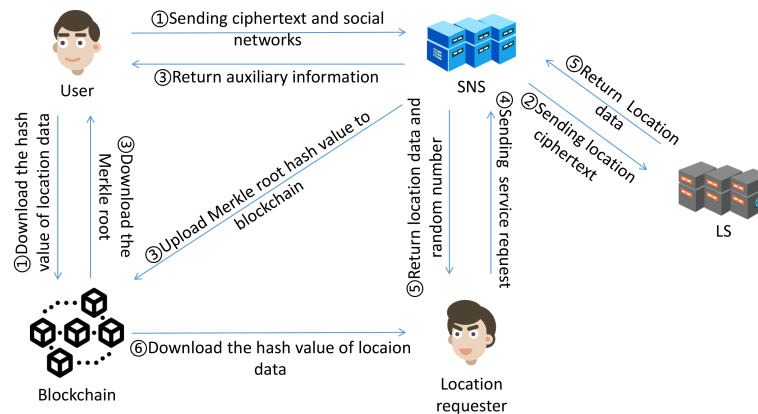 ①Sending ciphertext and social
networks
③Return auxiliary information
User
SNS
①Download the hash
value of location data
③Download the
Merkle root
③Upload Merkle root hash value to
blockchain
⑤Return location data and
random number
④Sending service request
②Sending location
ciphertext
⑤Return Location
data
LS
⑥Download the hash value of locaion
data
Blockchain
Location
requester